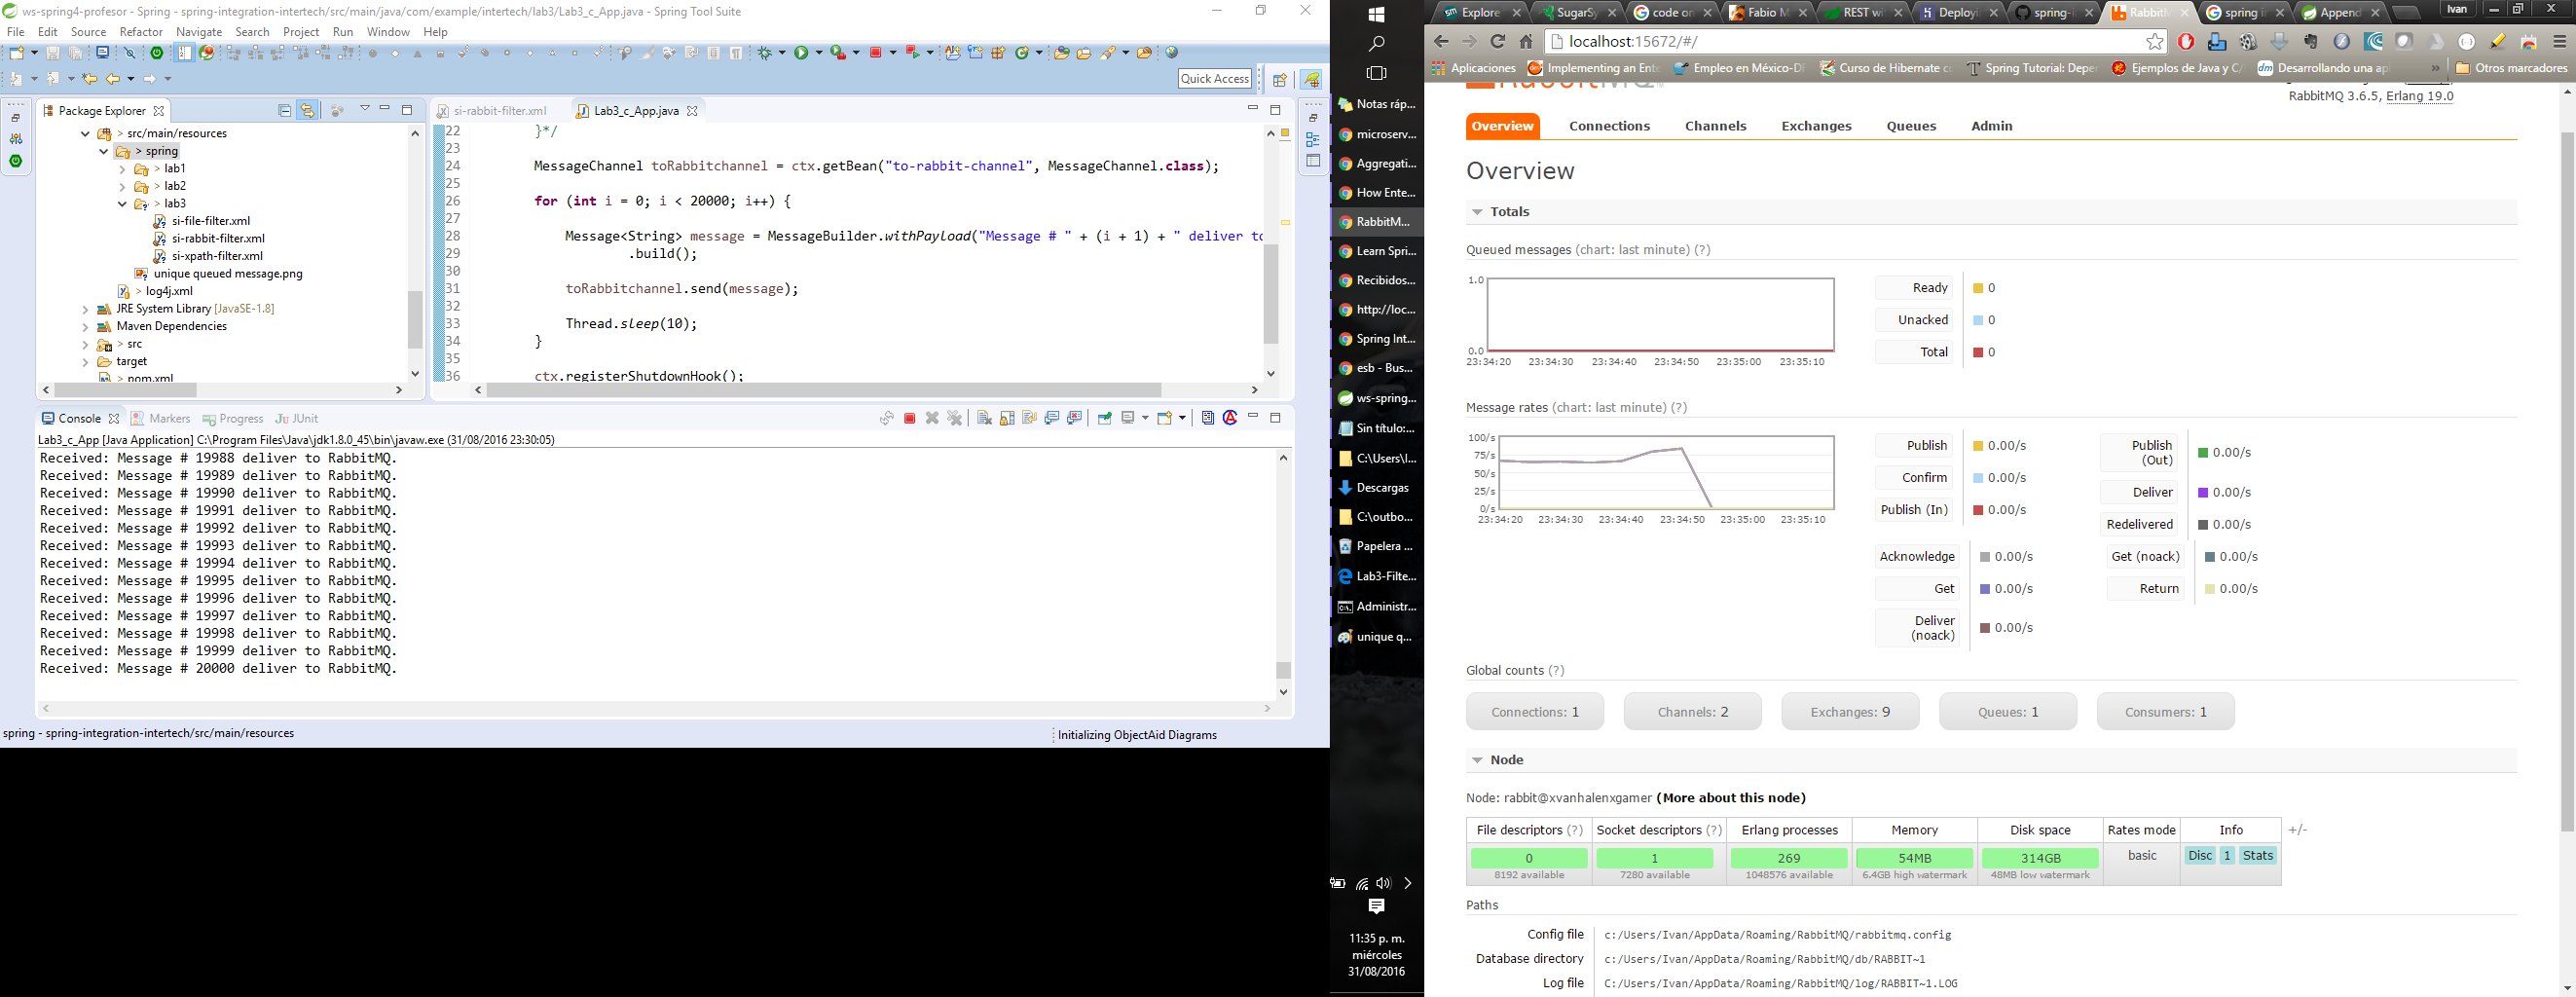 ws-spring4-profesor - Spring - spring-integration-intertech/src/main/java/com/example/intertech/lab3/Lab3_c_App.java - Spring Tool Suite
File Edit Source Refactor Navigate Search Project Run Window Help
Quick Access
Package Explorer
> src/main/resources
> spring
> lab1
> lab2
> lab3
si-file-filter.xml
si-rabbit-filter.xml
si-xpath-filter.xml
unique queued message.png
> log4j.xml
JRE System Library [JavaSE-1.8]
Maven Dependencies
> src
target
> pom.xml
si-rabbit-filter.xml
Lab3_c_App.java
22 }*/
23
24 MessageChannel toRabbitchannel = ctx.getBean("to-rabbit-channel", MessageChannel.class);
25
26 for (int i = 0; i < 20000; i++) {
27
28 Message<String> message = MessageBuilder.withPayload("Message # " + (i + 1) + " deliver to
29 .build();
30
31 toRabbitchannel.send(message);
32
33 Thread.sleep(10);
34 }
35
36 ctx.registerShutdownHook();
Console Markers Progress JUnit
Lab3_c_App [Java Application] C:\Program Files\Java\jdk1.8.0_45\bin\javaw.exe (31/08/2016 23:30:05)
Received: Message # 19988 deliver to RabbitMQ.
Received: Message # 19989 deliver to RabbitMQ.
Received: Message # 19990 deliver to RabbitMQ.
Received: Message # 19991 deliver to RabbitMQ.
Received: Message # 19992 deliver to RabbitMQ.
Received: Message # 19993 deliver to RabbitMQ.
Received: Message # 19994 deliver to RabbitMQ.
Received: Message # 19995 deliver to RabbitMQ.
Received: Message # 19996 deliver to RabbitMQ.
Received: Message # 19997 deliver to RabbitMQ.
Received: Message # 19998 deliver to RabbitMQ.
Received: Message # 19999 deliver to RabbitMQ.
Received: Message # 20000 deliver to RabbitMQ.
spring - spring-integration-intertech/src/main/resources
Initializing ObjectAid Diagrams
Notas ráp...
microserv...
Aggregati...
How Ente...
RabbitM...
Learn Spri...
Recibidos...
http://loc...
Spring Int...
esb - Bus...
ws-spring...
Sin título:...
C:\Users\I...
Descargas
C:\outbo...
Papelera ...
Lab3-Filte...
Administr...
unique q...
11:35 p. m.
miércoles
31/08/2016
Explore SugarSy code on Fabio M REST wi Deployi spring-i RabbitM spring in Append Ivan
localhost:15672/#/
Aplicaciones Implementing an Ente Empleo en México-DF Curso de Hibernate co Spring Tutorial: Deper Ejemplos de Java y C/ Desarrollando una apl » Otros marcadores
RabbitMQ
RabbitMQ 3.6.5, Erlang 19.0
Overview Connections Channels Exchanges Queues Admin
Overview
Totals
Queued messages (chart: last minute) (?)
1.0
0.0
23:34:20 23:34:30 23:34:40 23:34:50 23:35:00 23:35:10
Ready 0
Unacked 0
Total 0
Message rates (chart: last minute) (?)
100/s
75/s
50/s
25/s
0/s
23:34:20 23:34:30 23:34:40 23:34:50 23:35:00 23:35:10
Publish 0.00/s
Confirm 0.00/s
Publish (In) 0.00/s
Publish (Out) 0.00/s
Deliver 0.00/s
Redelivered 0.00/s
Acknowledge 0.00/s
Get 0.00/s
Deliver (noack) 0.00/s
Get (noack) 0.00/s
Return 0.00/s
Global counts (?)
Connections: 1 Channels: 2 Exchanges: 9 Queues: 1 Consumers: 1
Node
Node: rabbit@xvanhalenxgamer (More about this node)
File descriptors (?) Socket descriptors (?) Erlang processes Memory Disk space Rates mode Info +/-
0 1 269 54MB 314GB basic Disc 1 Stats
8192 available 7280 available 1048576 available 6.4GB high watermark 48MB low watermark
Paths
Config file c:/Users/Ivan/AppData/Roaming/RabbitMQ/rabbitmq.config
Database directory c:/Users/Ivan/AppData/Roaming/RabbitMQ/db/RABBIT~1
Log file C:/Users/Ivan/AppData/Roaming/RabbitMQ/log/RABBIT~1.LOG